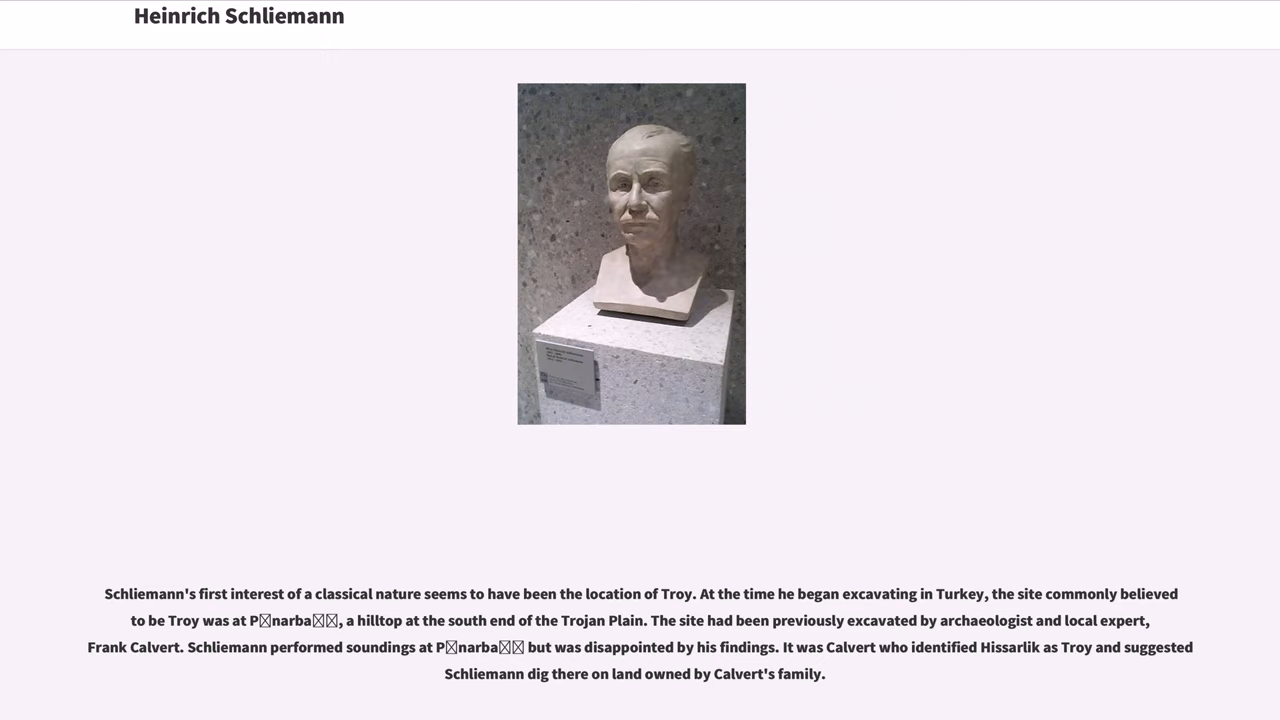 Heinrich Schliemann
Schliemann's first interest of a classical nature seems to have been the location of Troy. At the time he began excavating in Turkey, the site commonly believed
to be Troy was at P▯narba▯▯, a hilltop at the south end of the Trojan Plain. The site had been previously excavated by archaeologist and local expert,
Frank Calvert. Schliemann performed soundings at P▯narba▯▯ but was disappointed by his findings. It was Calvert who identified Hissarlik as Troy and suggested
Schliemann dig there on land owned by Calvert's family.